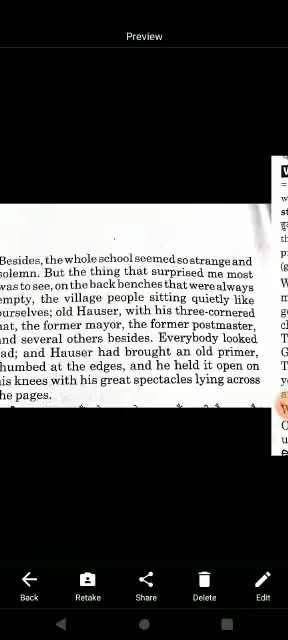 Preview
Besides, the whole school seemed so strange and
solemn. But the thing that surprised me most
was to see, on the back benches that were always
empty, the village people sitting quietly like
ourselves; old Hauser, with his three-cornered
hat, the former mayor, the former postmaster,
and several others besides. Everybody looked
sad; and Hauser had brought an old primer,
thumbed at the edges, and he held it open on
his knees with his great spectacles lying across
the pages.
Back Retake Share Delete Edit